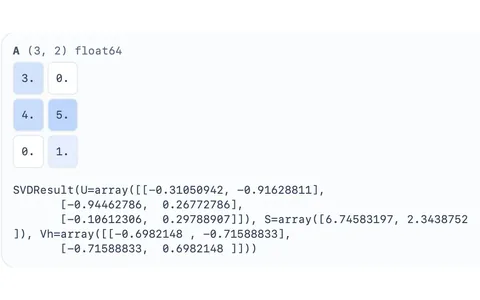 A (3, 2) float64
3. 0.
4. 5.
0. 1.
SVDResult(U=array([[-0.31050942, -0.91628811],
       [-0.94462786,  0.26772786],
       [-0.10612306,  0.29788907]]), S=array([6.74583197, 2.3438752
]), Vh=array([[-0.6982148 , -0.71588833],
       [-0.71588833,  0.6982148 ]]))